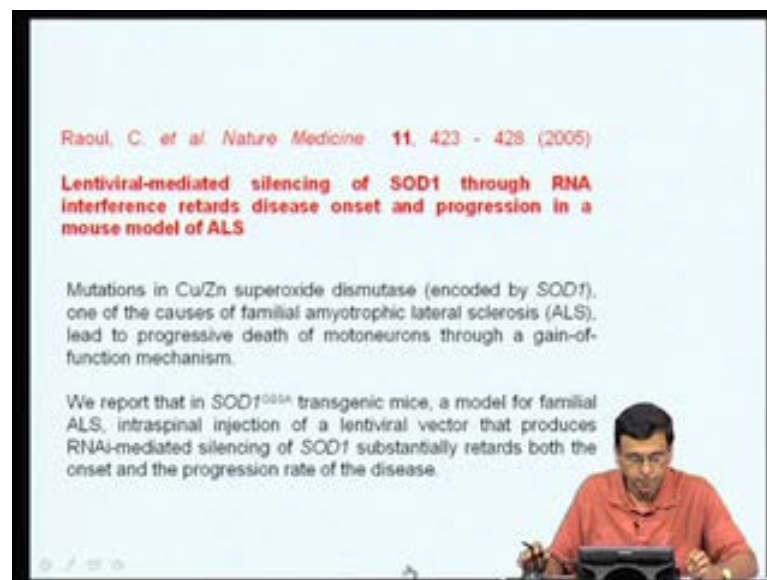 Raoul, C. et al. Nature Medicine 11, 423 - 428 (2005)
Lentiviral-mediated silencing of SOD1 through RNA
interference retards disease onset and progression in a
mouse model of ALS
Mutations in Cu/Zn superoxide dismutase (encoded by SOD1),
one of the causes of familial amyotrophic lateral sclerosis (ALS),
lead to progressive death of motoneurons through a gain-of-
function mechanism.
We report that in SOD1G93A transgenic mice, a model for familial
ALS, intraspinal injection of a lentiviral vector that produces
RNAi-mediated silencing of SOD1 substantially retards both the
onset and the progression rate of the disease.